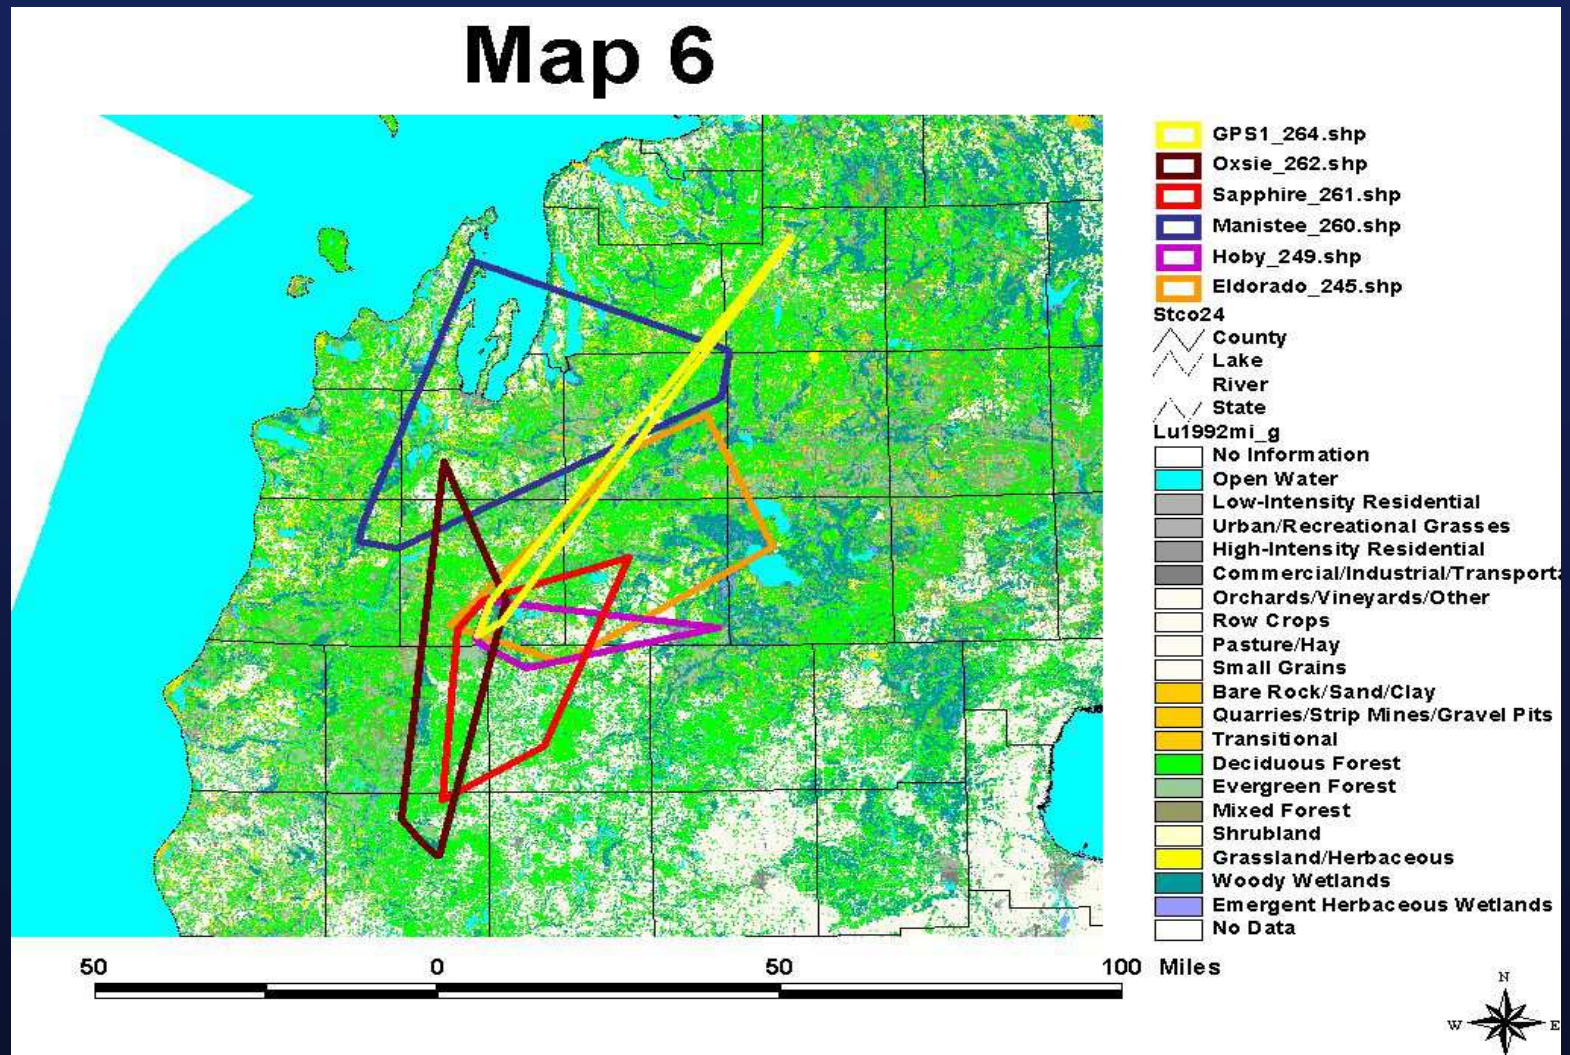 Map 6
GPS1_264.shp
Oxsie_262.shp
Sapphire_261.shp
Manistee_260.shp
Hoby_249.shp
Eldorado_245.shp
Stco24
County
Lake
River
State
Lu1992mi_g
No Information
Open Water
Low-Intensity Residential
Urban/Recreational Grasses
High-Intensity Residential
Commercial/Industrial/Transporta
Orchards/Vineyards/Other
Row Crops
Pasture/Hay
Small Grains
Bare Rock/Sand/Clay
Quarries/Strip Mines/Gravel Pits
Transitional
Deciduous Forest
Evergreen Forest
Mixed Forest
Shrubland
Grassland/Herbaceous
Woody Wetlands
Emergent Herbaceous Wetlands
No Data
50 0 50 100 Miles
N
W E